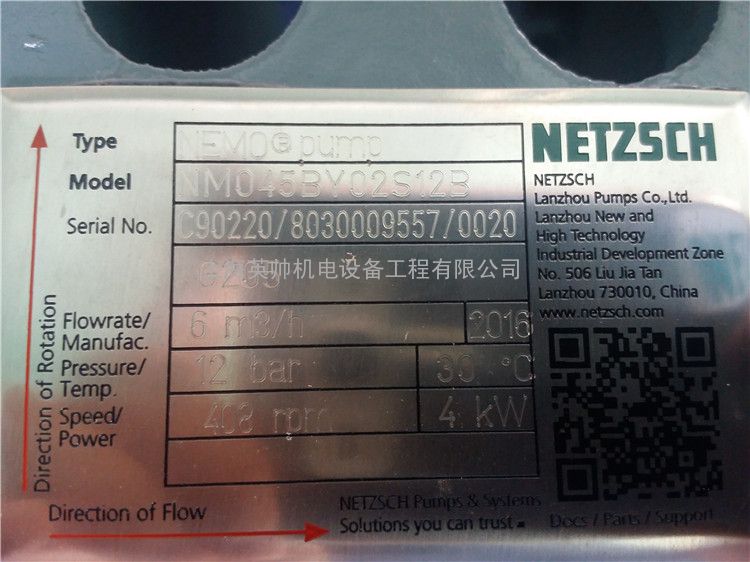 Type NEMO® pump
Model NM045BY02S12B
Serial No. C90220/8030009557/0020
Flowrate/ Manufac. 6 m3/h 2016
Pressure/ Temp. 12 bar 30 °C
Speed/ Power 408 rpm 4 kW
Direction of Rotation
Direction of Flow
NETZSCH Pumps & Systems
Solutions you can trust
NETZSCH
NETZSCH
Lanzhou Pumps Co.,Ltd.
Lanzhou New and
High Technology
Industrial Development Zone
No. 506 Liu Jia Tan
Lanzhou 730010, China
www.netzsch.com
Docs / Parts / Support
英帅机电设备工程有限公司